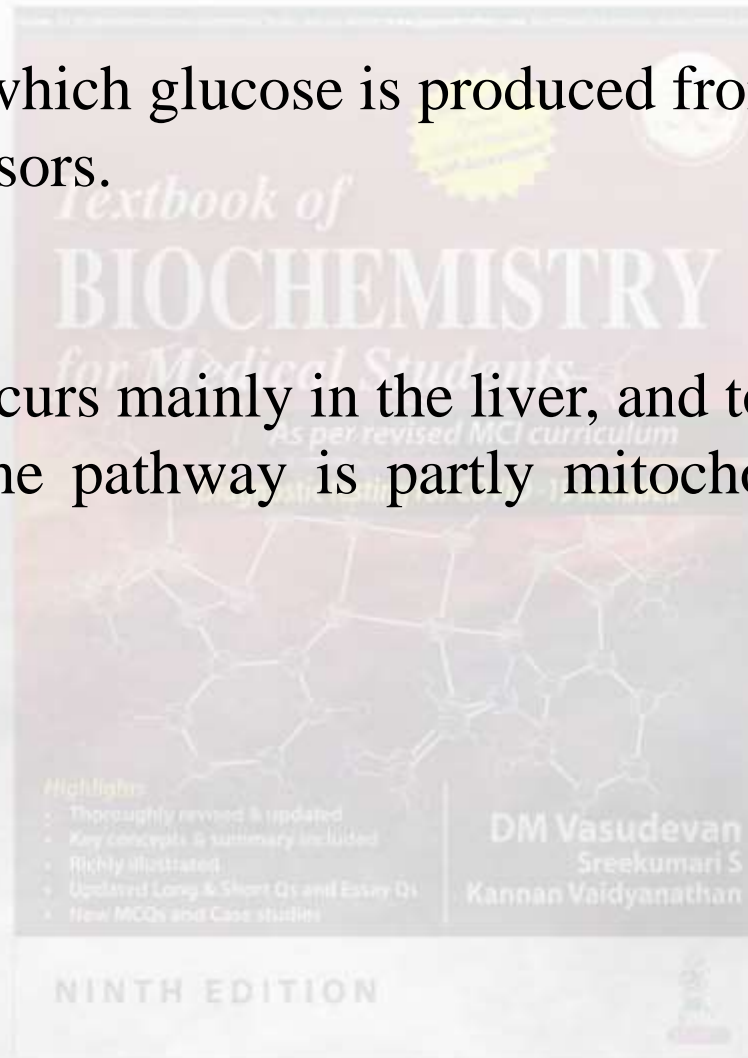 which glucose is produced from
sors.
Textbook of
BIOCHEMISTRY
for Medical Students
curs mainly in the liver, and to
As per revised MCI curriculum
he pathway is partly mitocho
Highlights
• Thoroughly revised & updated
• Key concepts & summary included
• Richly illustrated
• Updated Long & Short Qs and Essay Qs
• New MCQs and Case studies
DM Vasudevan
Sreekumari S
Kannan Vaidyanathan
NINTH EDITION